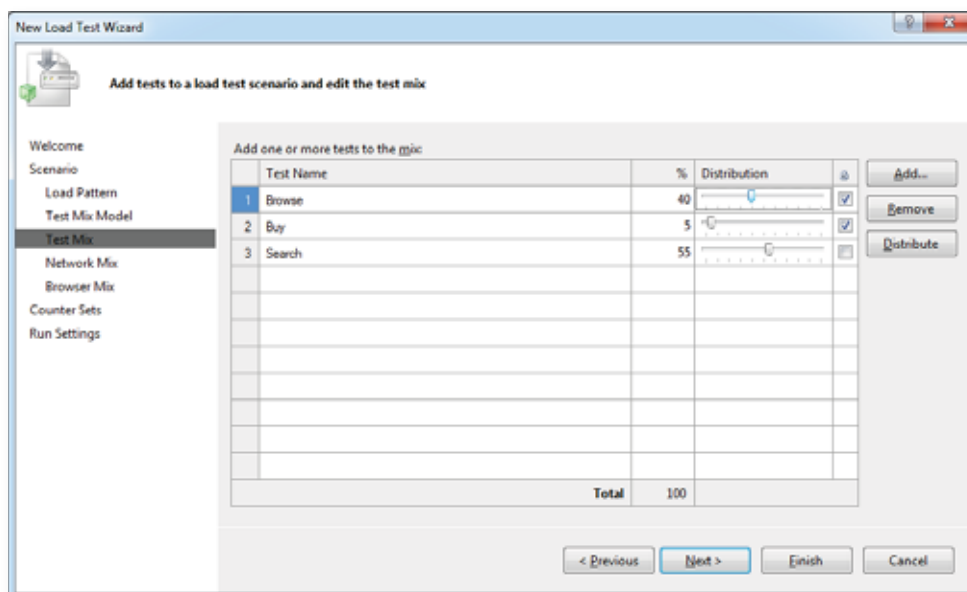 New Load Test Wizard
Add tests to a load test scenario and edit the test mix
Welcome
Scenario
Load Pattern
Test Mix Model
Test Mix
Network Mix
Browser Mix
Counter Sets
Run Settings
Add one or more tests to the mix:
Test Name % Distribution
1 Browse 40
2 Buy 5
3 Search 55
Total 100
Add...
Remove
Distribute
< Previous Next > Finish Cancel